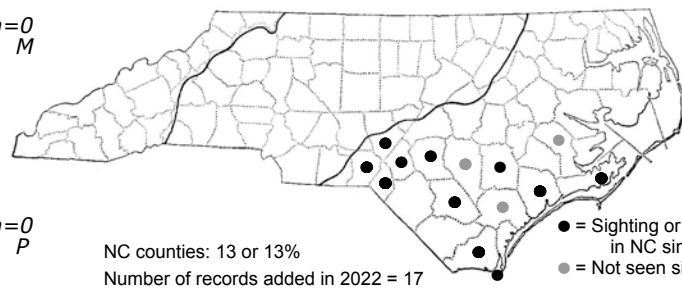 =0
M
=0
P
NC counties: 13 or 13%
Number of records added in 2022 = 17
● = Sighting or
in NC sin
● = Not seen si